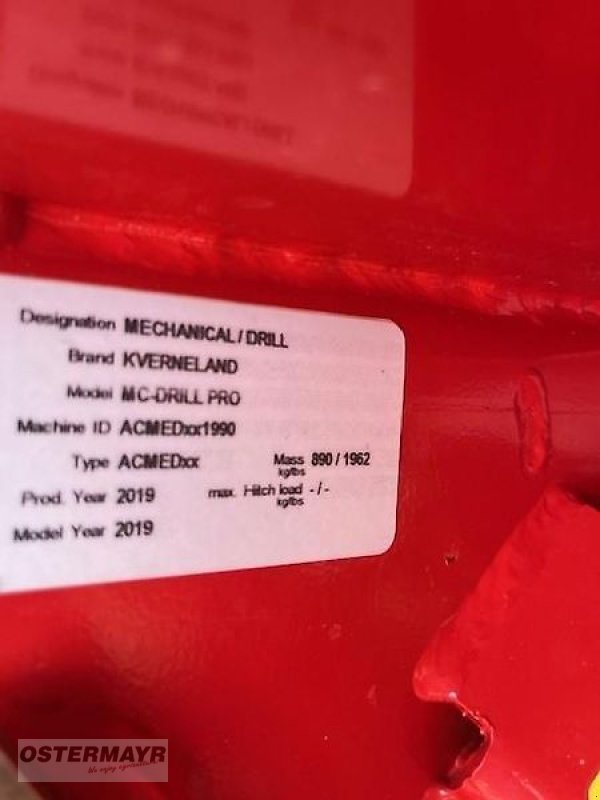 Designation MECHANICAL / DRILL
Brand KVERNELAND
Model MC-DRILL PRO
Machine ID ACMEDxx1990
Type ACMEDxx Mass 890 / 1962
kg/lbs
Prod. Year 2019 max. Hitch load - / -
kg/lbs
Model Year 2019
OSTERMAYR